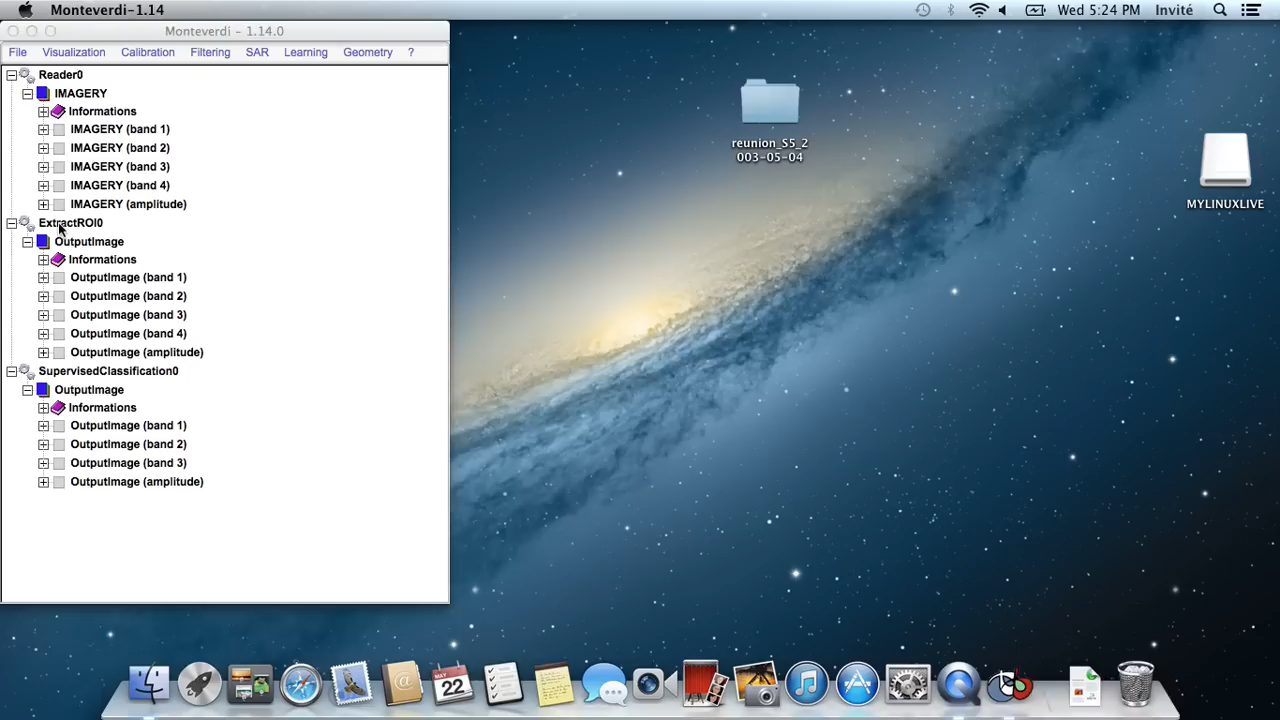 Monteverdi-1.14 Wed 5:24 PM Invité
Monteverdi - 1.14.0
File Visualization Calibration Filtering SAR Learning Geometry ?
Reader0
IMAGERY
Informations
IMAGERY (band 1)
IMAGERY (band 2)
IMAGERY (band 3)
IMAGERY (band 4)
IMAGERY (amplitude)
ExtractROI0
OutputImage
Informations
OutputImage (band 1)
OutputImage (band 2)
OutputImage (band 3)
OutputImage (band 4)
OutputImage (amplitude)
SupervisedClassification0
OutputImage
Informations
OutputImage (band 1)
OutputImage (band 2)
OutputImage (band 3)
OutputImage (amplitude)
reunion_S5_2
003-05-04
MYLINUXLIVE
MAY
22